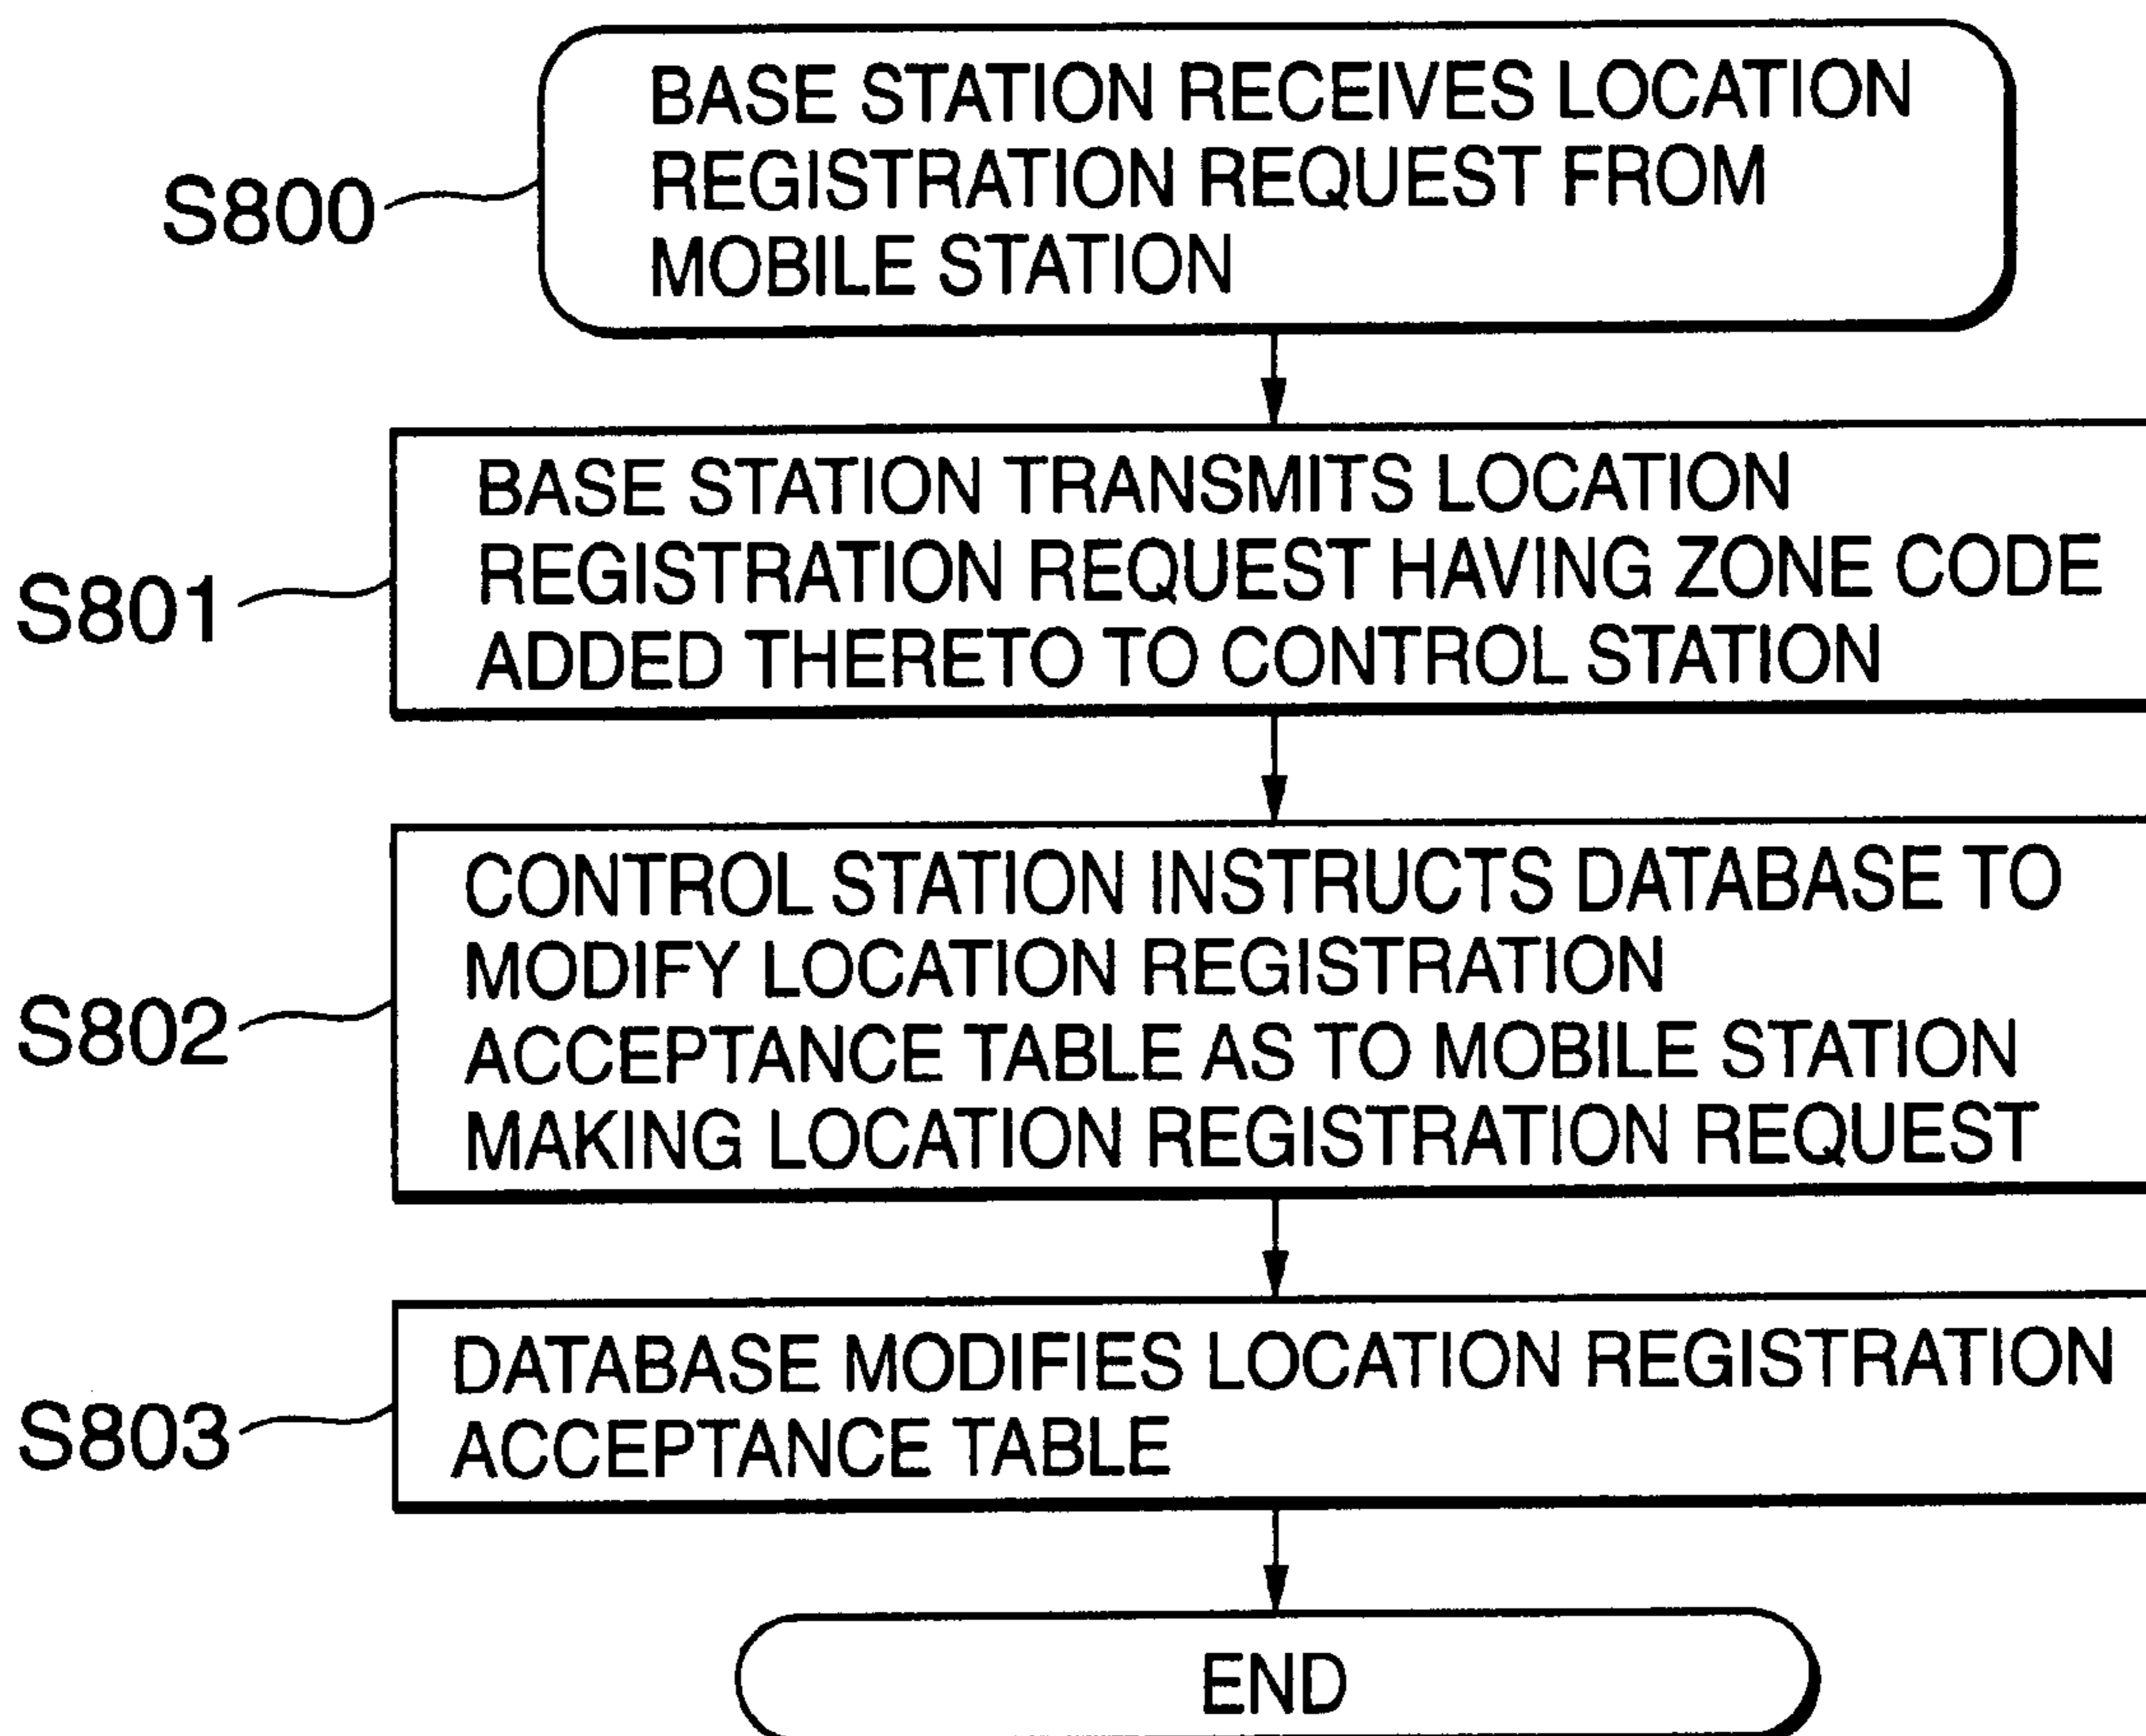 BASE STATION RECEIVES LOCATION
REGISTRATION REQUEST FROM
MOBILE STATION
S800
BASE STATION TRANSMITS LOCATION
REGISTRATION REQUEST HAVING ZONE CODE
ADDED THERETO TO CONTROL STATION
S801
CONTROL STATION INSTRUCTS DATABASE TO
MODIFY LOCATION REGISTRATION
ACCEPTANCE TABLE AS TO MOBILE STATION
MAKING LOCATION REGISTRATION REQUEST
S802
DATABASE MODIFIES LOCATION REGISTRATION
ACCEPTANCE TABLE
S803
END